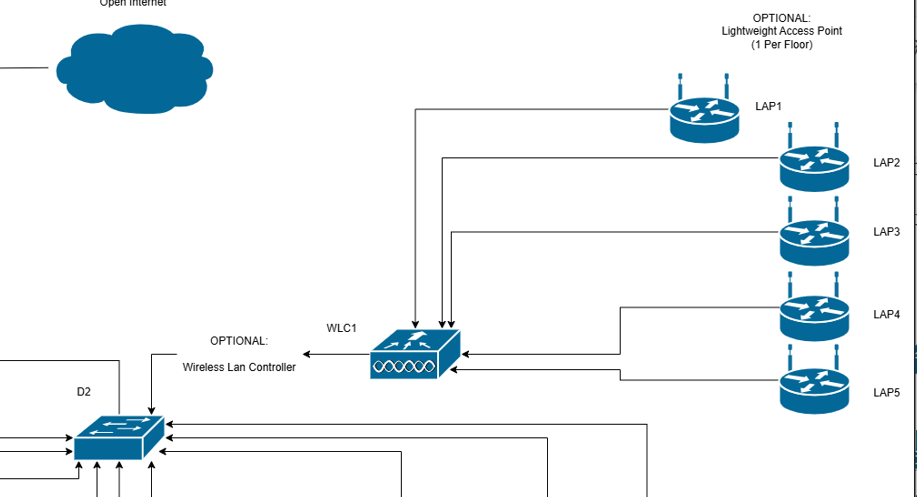 Open Internet
OPTIONAL:
Lightweight Access Point
(1 Per Floor)
LAP1
LAP2
LAP3
LAP4
WLC1
OPTIONAL:
Wireless Lan Controller
D2
LAP5